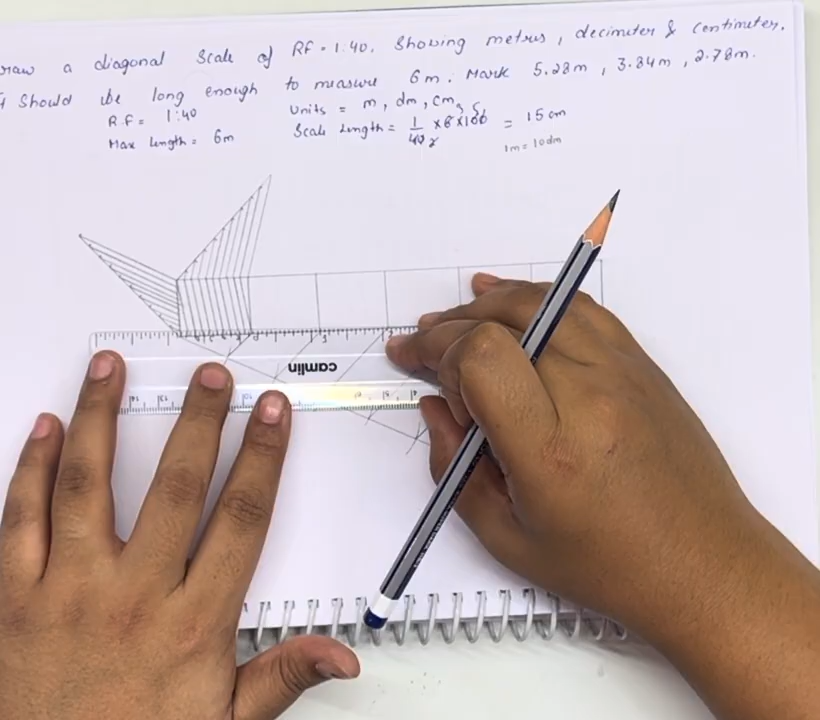 raw a diagonal Scale of RF = 1:40. Showing metres, decimeter & centimeter.
t should be long enough to measure 6m. Mark 5.28m, 3.84m, 2.78m.
R.F = 1:40
Max length = 6m
Units = m, dm, cm
Scale length = 1/40 x 6 x 100 = 15 cm
1m = 10dm
camlin